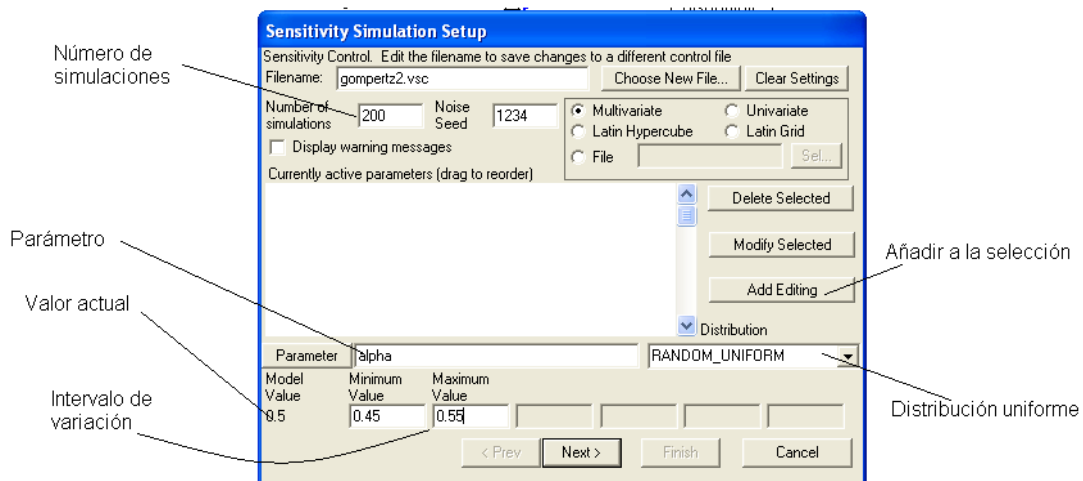 Sensitivity Simulation Setup
Sensitivity Control. Edit the filename to save changes to a different control file
Filename: gompertz2.vsc Choose New File... Clear Settings
Número de
simulaciones
Number of
simulations 200 Noise
Seed 1234
Multivariate Univariate
Latin Hypercube Latin Grid
File Sel...
Display warning messages
Currently active parameters (drag to reorder)
Delete Selected
Modify Selected
Add Editing
Añadir a la selección
Parámetro
Valor actual
Distribution
Parameter alpha RANDOM_UNIFORM
Model
Value
Minimum
Value
Maximum
Value
0.5 0.45 0.55
Intervalo de
variación
Distribución uniforme
< Prev Next > Finish Cancel